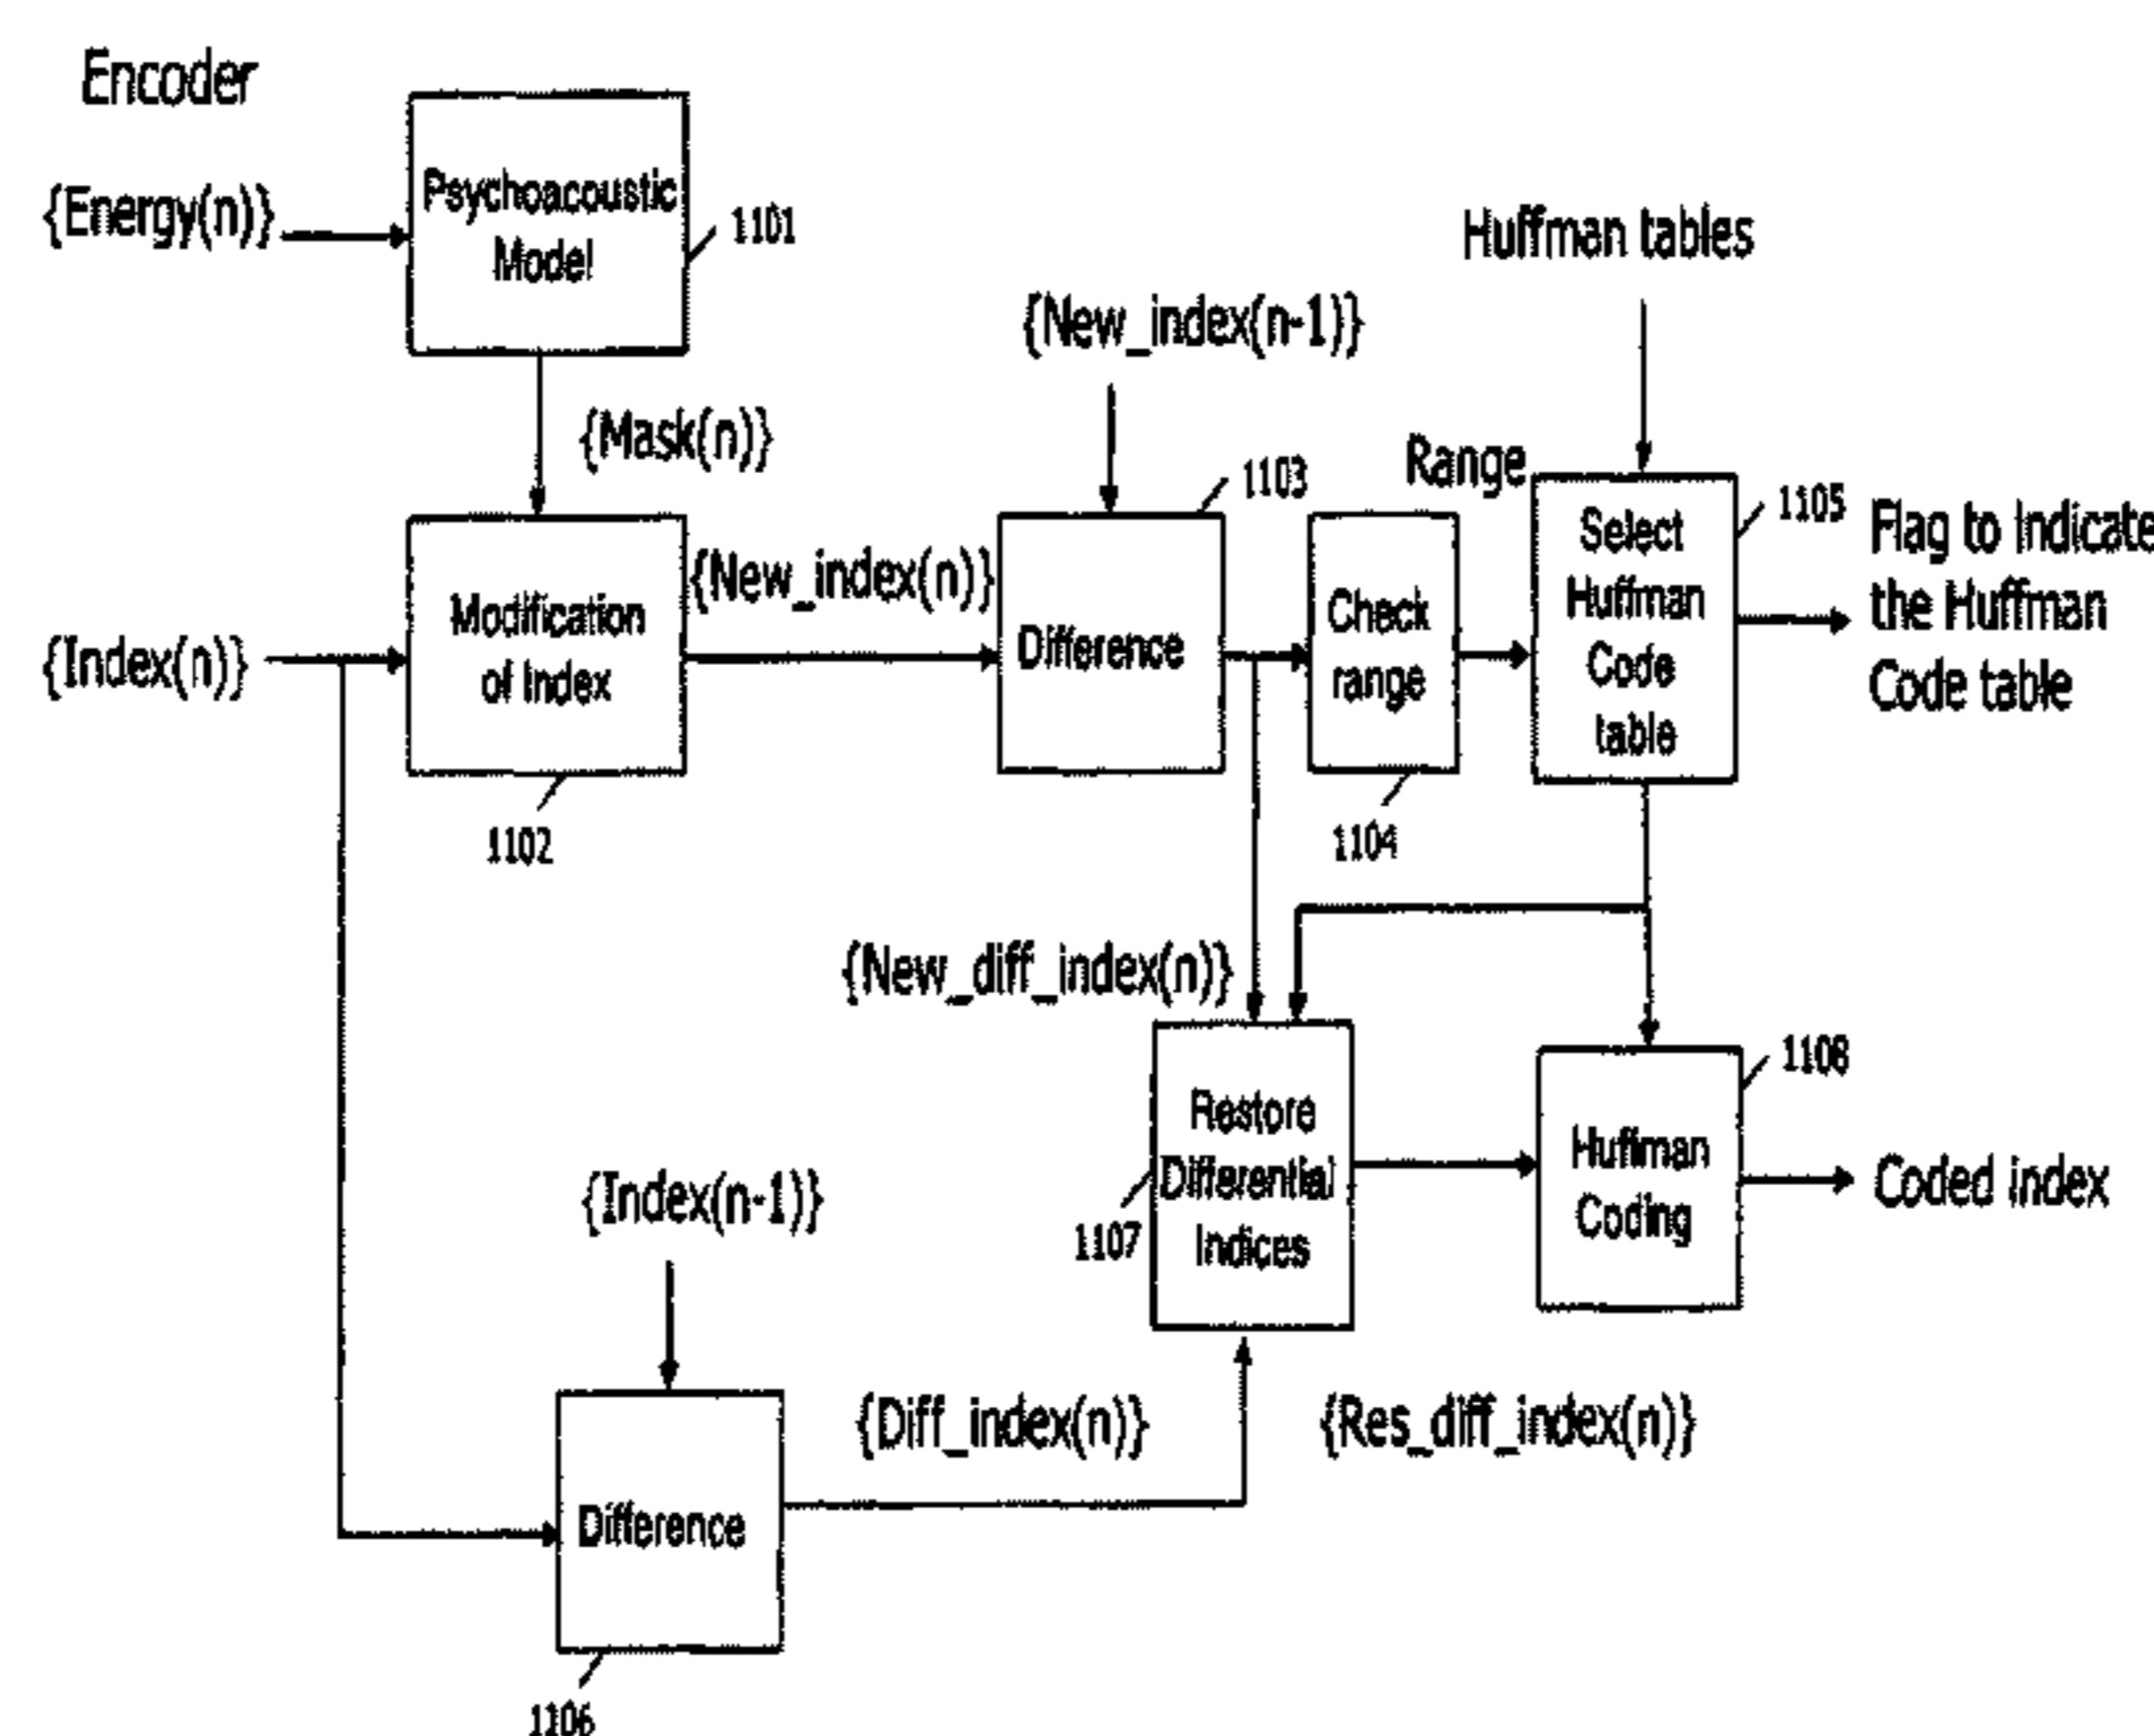 Encoder
{Energy(n)}
Psychoacoustic
Model
1101
Huffman tables
{New_index(n-1)}
{Mask(n)}
Range
1103
1105
Select
Huffman
Code
table
Flag to Indicate
the Huffman
Code table
{Index(n)}
Modification
of Index
{New_index(n)}
Difference
Check
range
1102
1104
{New_diff_index(n)}
1108
Restore
Differential
Indices
1107
Huffman
Coding
Coded index
{Index(n-1)}
{Diff_index(n)}
{Res_diff_index(n)}
Difference
1106